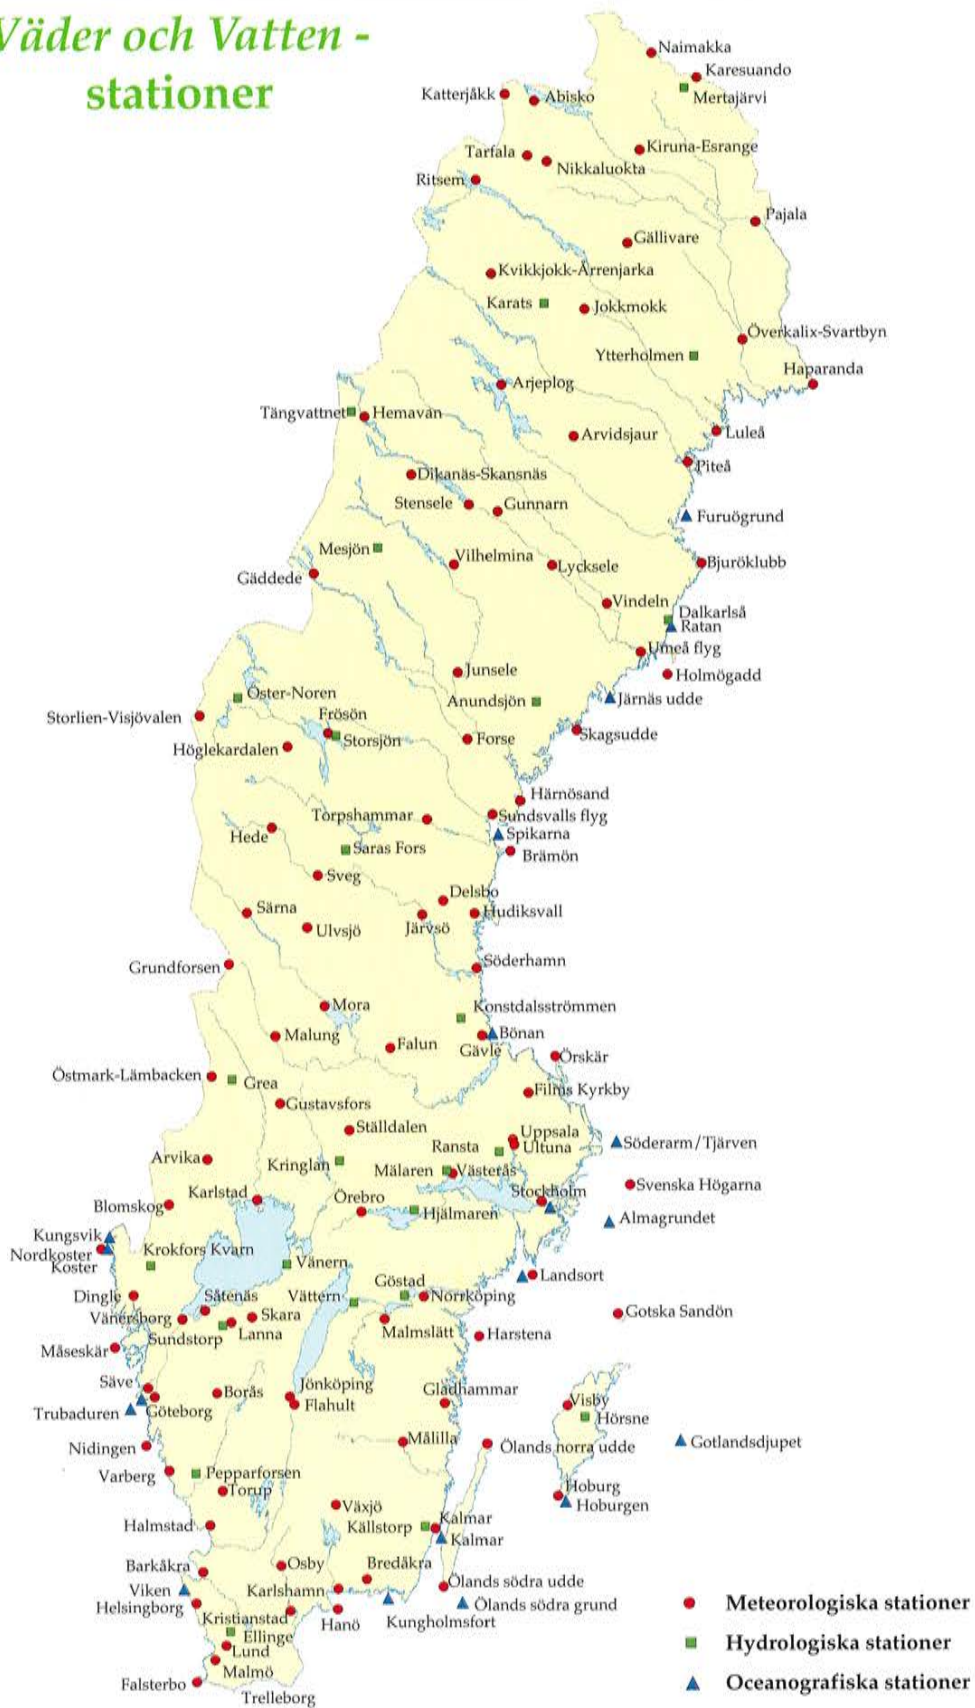 Väder och Vatten -
stationer
Naimakka
Karesuando
Katterjåkk
Abisko
Mertajärvi
Kiruna-Esrange
Tarfala
Nikkaluokta
Ritsem
Pajala
Gällivare
Kvikkjokk-Årrenjarka
Karats
Jokkmokk
Överkalix-Svartbyn
Ytterholmen
Haparanda
Arjeplog
Tängvattnet
Hemavan
Luleå
Arvidsjaur
Piteå
Dikanäs-Skansnäs
Stensele
Gunnarn
Furuögrund
Mesjön
Vilhelmina
Bjuröklubb
Lycksele
Gäddede
Vindeln
Dalkarlså
Ratan
Umeå flyg
Junsele
Holmögadd
Öster-Noren
Anundsjön
Järnäs udde
Storlien-Visjövalen
Frösön
Storsjön
Forse
Skagsudde
Höglekardalen
Härnösand
Torpshammar
Sundsvalls flyg
Hede
Spikarna
Saras Fors
Brämön
Sveg
Delsbo
Särna
Hudiksvall
Ulvsjö
Järvsö
Grundforsen
Söderhamn
Mora
Konstdalsströmmen
Malung
Bönan
Falun
Gävle
Örskär
Östmark-Lämbacken
Grea
Films Kyrkby
Gustavsfors
Ställdalen
Uppsala
Ransta
Ultuna
Söderarm/Tjärven
Arvika
Kringlan
Mälaren
Västerås
Svenska Högarna
Karlstad
Örebro
Stockholm
Blomskog
Hjälmaren
Almagrundet
Kungsvik
Nordkoster
Koster
Krokfors Kvarn
Vänern
Landsort
Göstad
Dingle
Såtenäs
Vättern
Norrköping
Vänersborg
Skara
Gotska Sandön
Sundstorp
Lanna
Malmslätt
Harstena
Måseskär
Säve
Borås
Jönköping
Gladhammar
Flahult
Visby
Trubaduren
Göteborg
Hörsne
Nidingen
Målilla
Ölands norra udde
Gotlandsdjupet
Varberg
Pepparforsen
Torup
Hoburg
Växjö
Hoburgen
Halmstad
Källstorp
Kalmar
Kalmar
Barkåkra
Osby
Bredåkra
Viken
Karlshamn
Ölands södra udde
Helsingborg
Kristianstad
Hanö
Kungholmsfort
Ölands södra grund
Ellinge
Lund
Malmö
Falsterbo
Trelleborg
Meteorologiska stationer
Hydrologiska stationer
Oceanografiska stationer